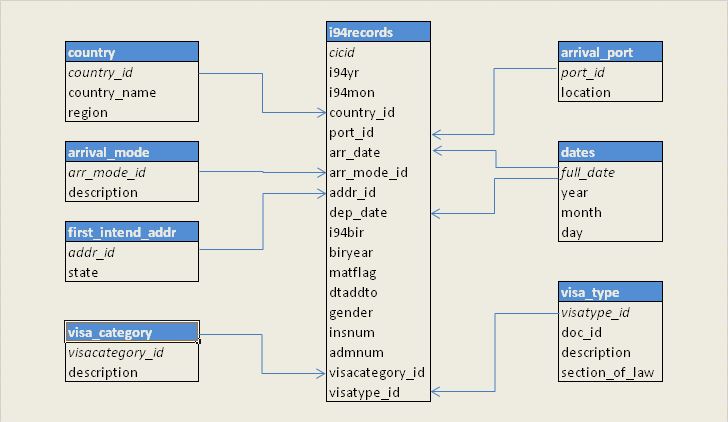 country
country_id
country_name
region
arrival_mode
arr_mode_id
description
first_intend_addr
addr_id
state
visa_category
visacategory_id
description
i94records
cicid
i94yr
i94mon
country_id
port_id
arr_date
arr_mode_id
addr_id
dep_date
i94bir
biryear
matflag
dtaddto
gender
insnum
admnum
visacategory_id
visatype_id
arrival_port
port_id
location
dates
full_date
year
month
day
visa_type
visatype_id
doc_id
description
section_of_law